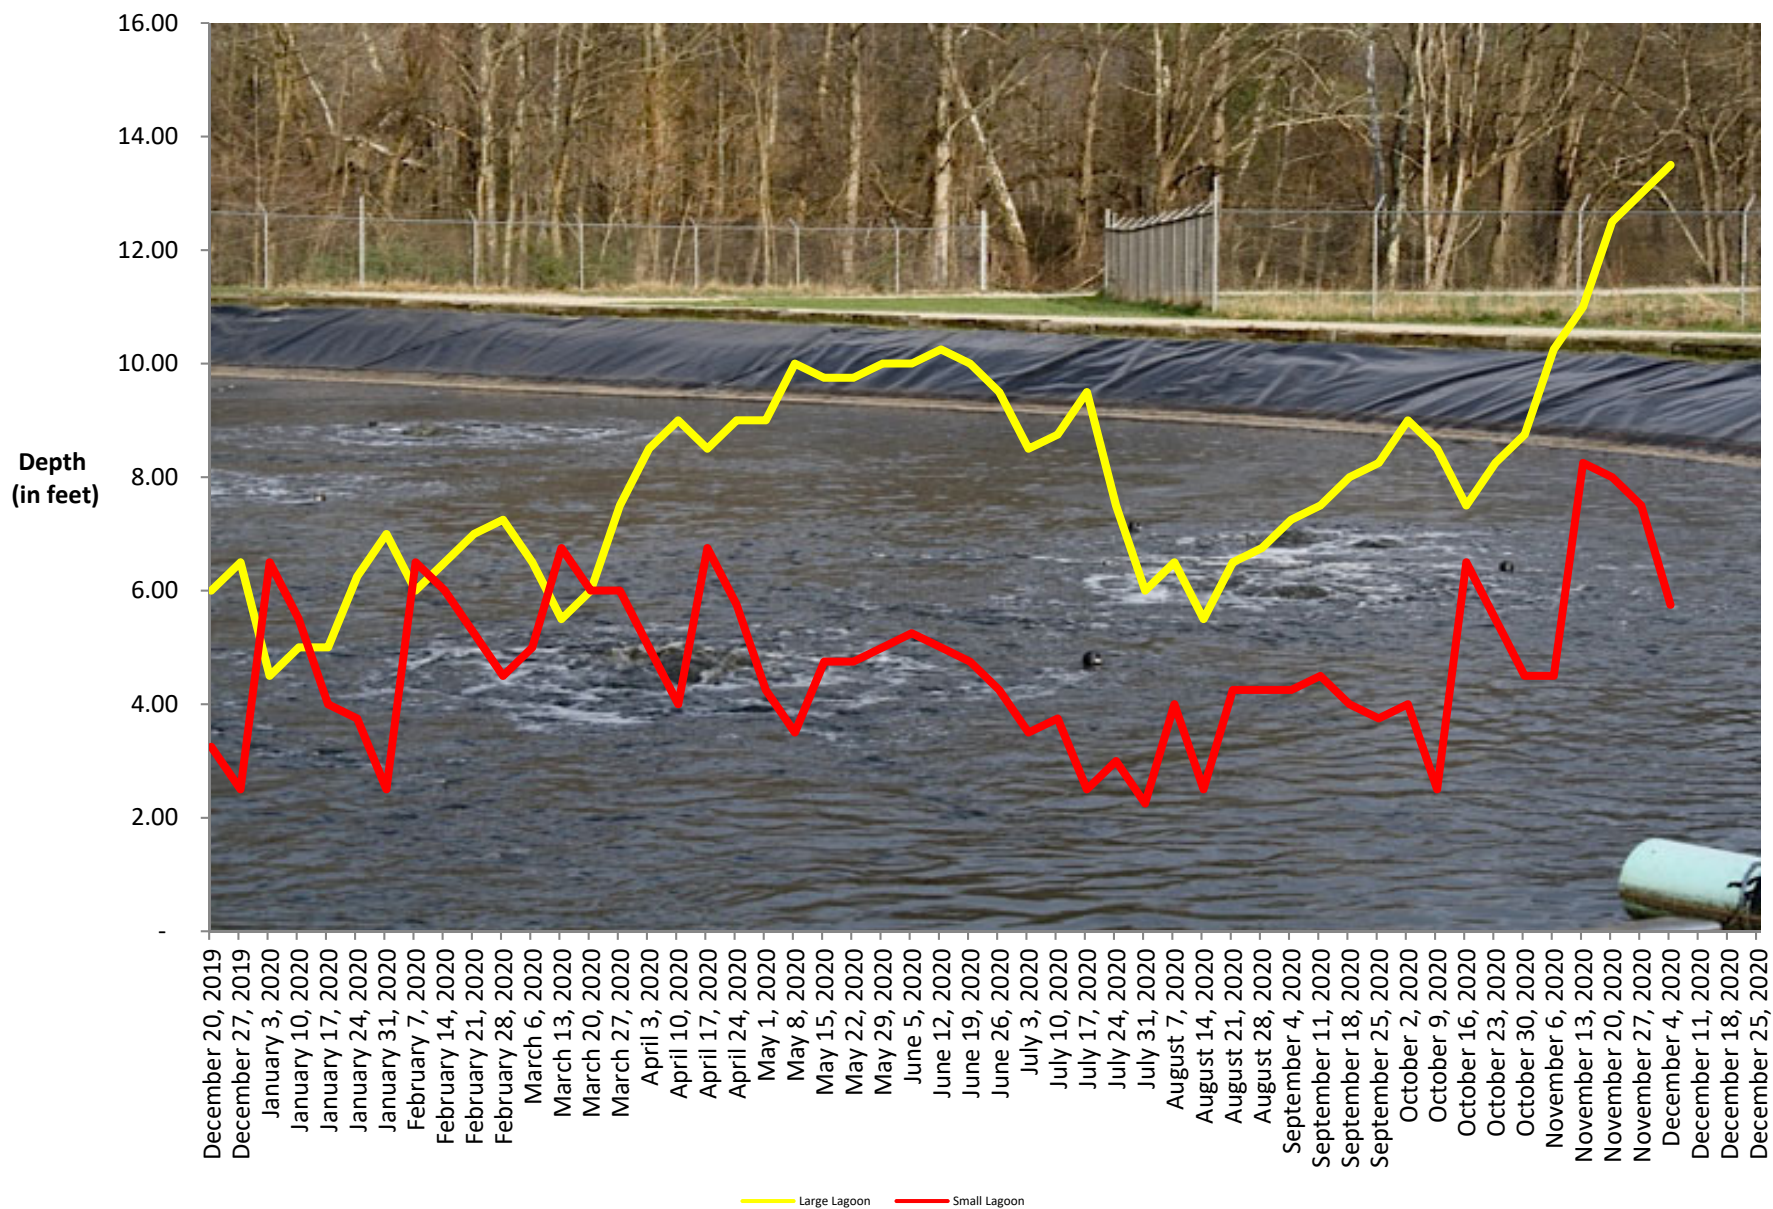 16.00
14.00
12.00
10.00
8.00
6.00
4.00
2.00
-
Depth
(in feet)
December 20, 2019
December 27, 2019
January 3, 2020
January 10, 2020
January 17, 2020
January 24, 2020
January 31, 2020
February 7, 2020
February 14, 2020
February 21, 2020
February 28, 2020
March 6, 2020
March 13, 2020
March 20, 2020
March 27, 2020
April 3, 2020
April 10, 2020
April 17, 2020
April 24, 2020
May 1, 2020
May 8, 2020
May 15, 2020
May 22, 2020
May 29, 2020
June 5, 2020
June 12, 2020
June 19, 2020
June 26, 2020
July 3, 2020
July 10, 2020
July 17, 2020
July 24, 2020
July 31, 2020
August 7, 2020
August 14, 2020
August 21, 2020
August 28, 2020
September 4, 2020
September 11, 2020
September 18, 2020
September 25, 2020
October 2, 2020
October 9, 2020
October 16, 2020
October 23, 2020
October 30, 2020
November 6, 2020
November 13, 2020
November 20, 2020
November 27, 2020
December 4, 2020
December 11, 2020
December 18, 2020
December 25, 2020
Large Lagoon
Small Lagoon